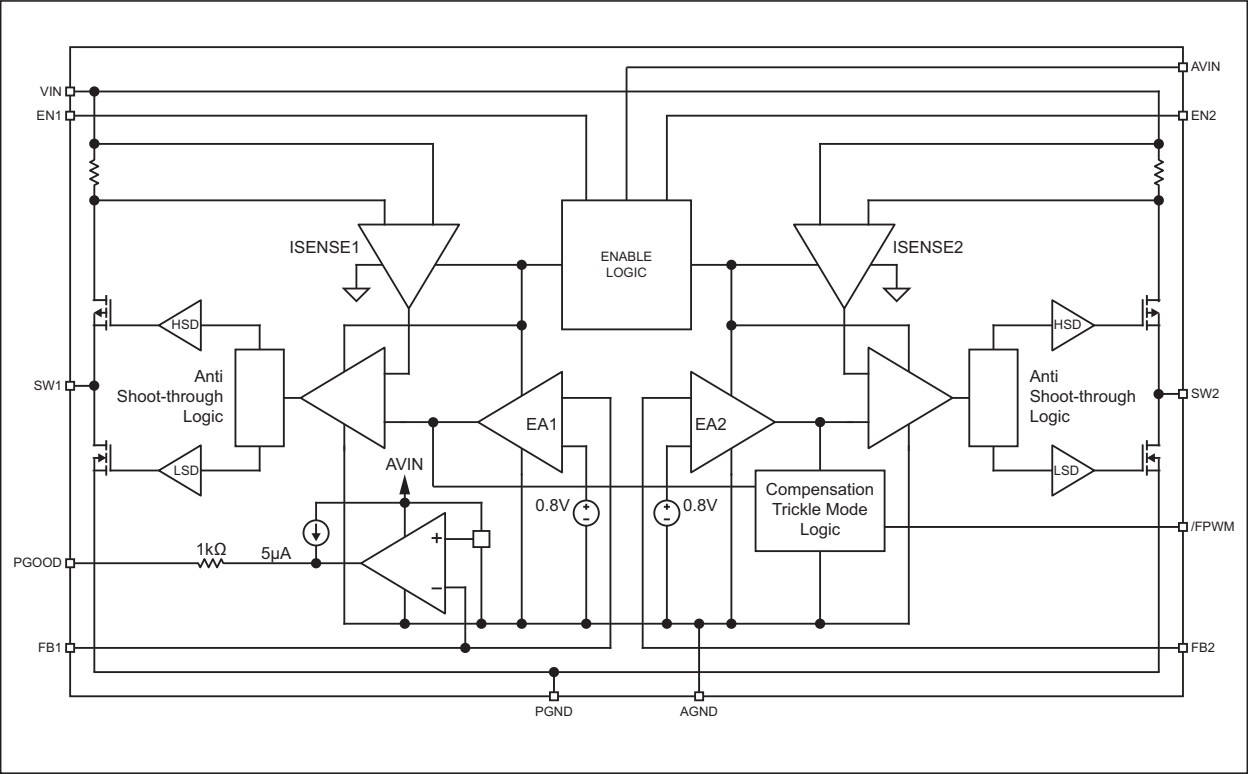 AVIN
VIN
EN1
EN2
ISENSE1
ENABLE
LOGIC
ISENSE2
HSD
HSD
SW1
Anti
Shoot-through
Logic
EA1
EA2
Anti
Shoot-through
Logic
SW2
LSD
AVIN
LSD
0.8V
+
–
+
–
0.8V
Compensation
Trickle Mode
Logic
/FPWM
+
–
PGOOD
1kΩ
5µA
FB1
FB2
PGND
AGND